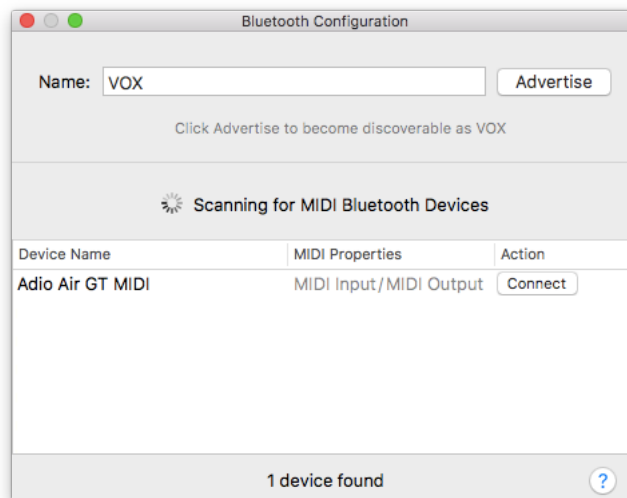 Bluetooth Configuration
Name: VOX Advertise
Click Advertise to become discoverable as VOX
Scanning for MIDI Bluetooth Devices
Device Name MIDI Properties Action
Adio Air GT MIDI MIDI Input/MIDI Output Connect
1 device found ?